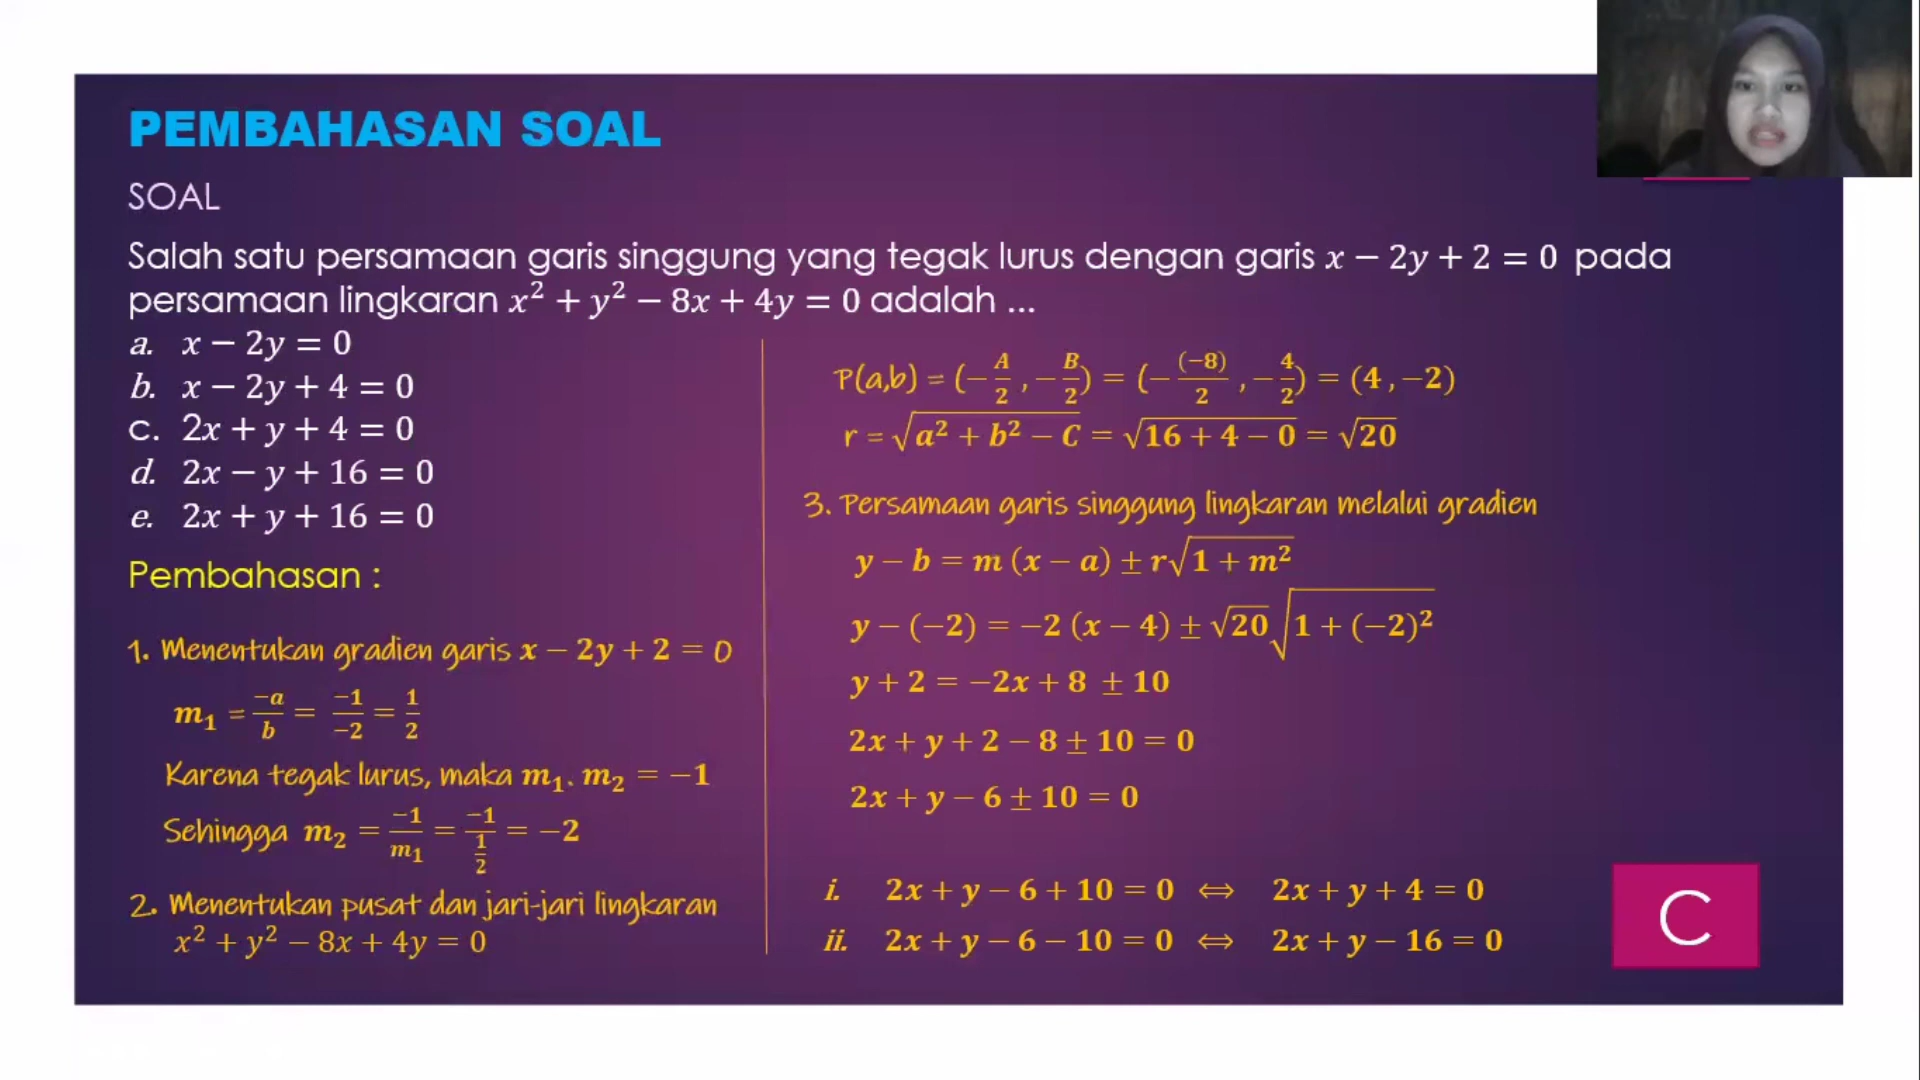 PEMBAHASAN SOAL
SOAL
Salah satu persamaan garis singgung yang tegak lurus dengan garis x − 2y + 2 = 0 pada
persamaan lingkaran x² + y² − 8x + 4y = 0 adalah ...
a. x − 2y = 0
b. x − 2y + 4 = 0
c. 2x + y + 4 = 0
d. 2x − y + 16 = 0
e. 2x + y + 16 = 0
Pembahasan :
1. Menentukan gradien garis x − 2y + 2 = 0
m₁ = −a/b = −1/−2 = 1/2
Karena tegak lurus, maka m₁. m₂ = −1
Sehingga m₂ = −1/m₁ = −1/(1/2) = −2
2. Menentukan pusat dan jari-jari lingkaran
x² + y² − 8x + 4y = 0
P(a,b) = (−A/2 , −B/2) = (−(−8)/2 , −4/2) = (4 , −2)
r = √(a² + b² − C) = √(16 + 4 − 0) = √20
3. Persamaan garis singgung lingkaran melalui gradien
y − b = m (x − a) ± r√(1 + m²)
y − (−2) = −2 (x − 4) ± √20 √(1 + (−2)²)
y + 2 = −2x + 8 ± 10
2x + y + 2 − 8 ± 10 = 0
2x + y − 6 ± 10 = 0
i. 2x + y − 6 + 10 = 0 ⇔ 2x + y + 4 = 0
ii. 2x + y − 6 − 10 = 0 ⇔ 2x + y − 16 = 0
C